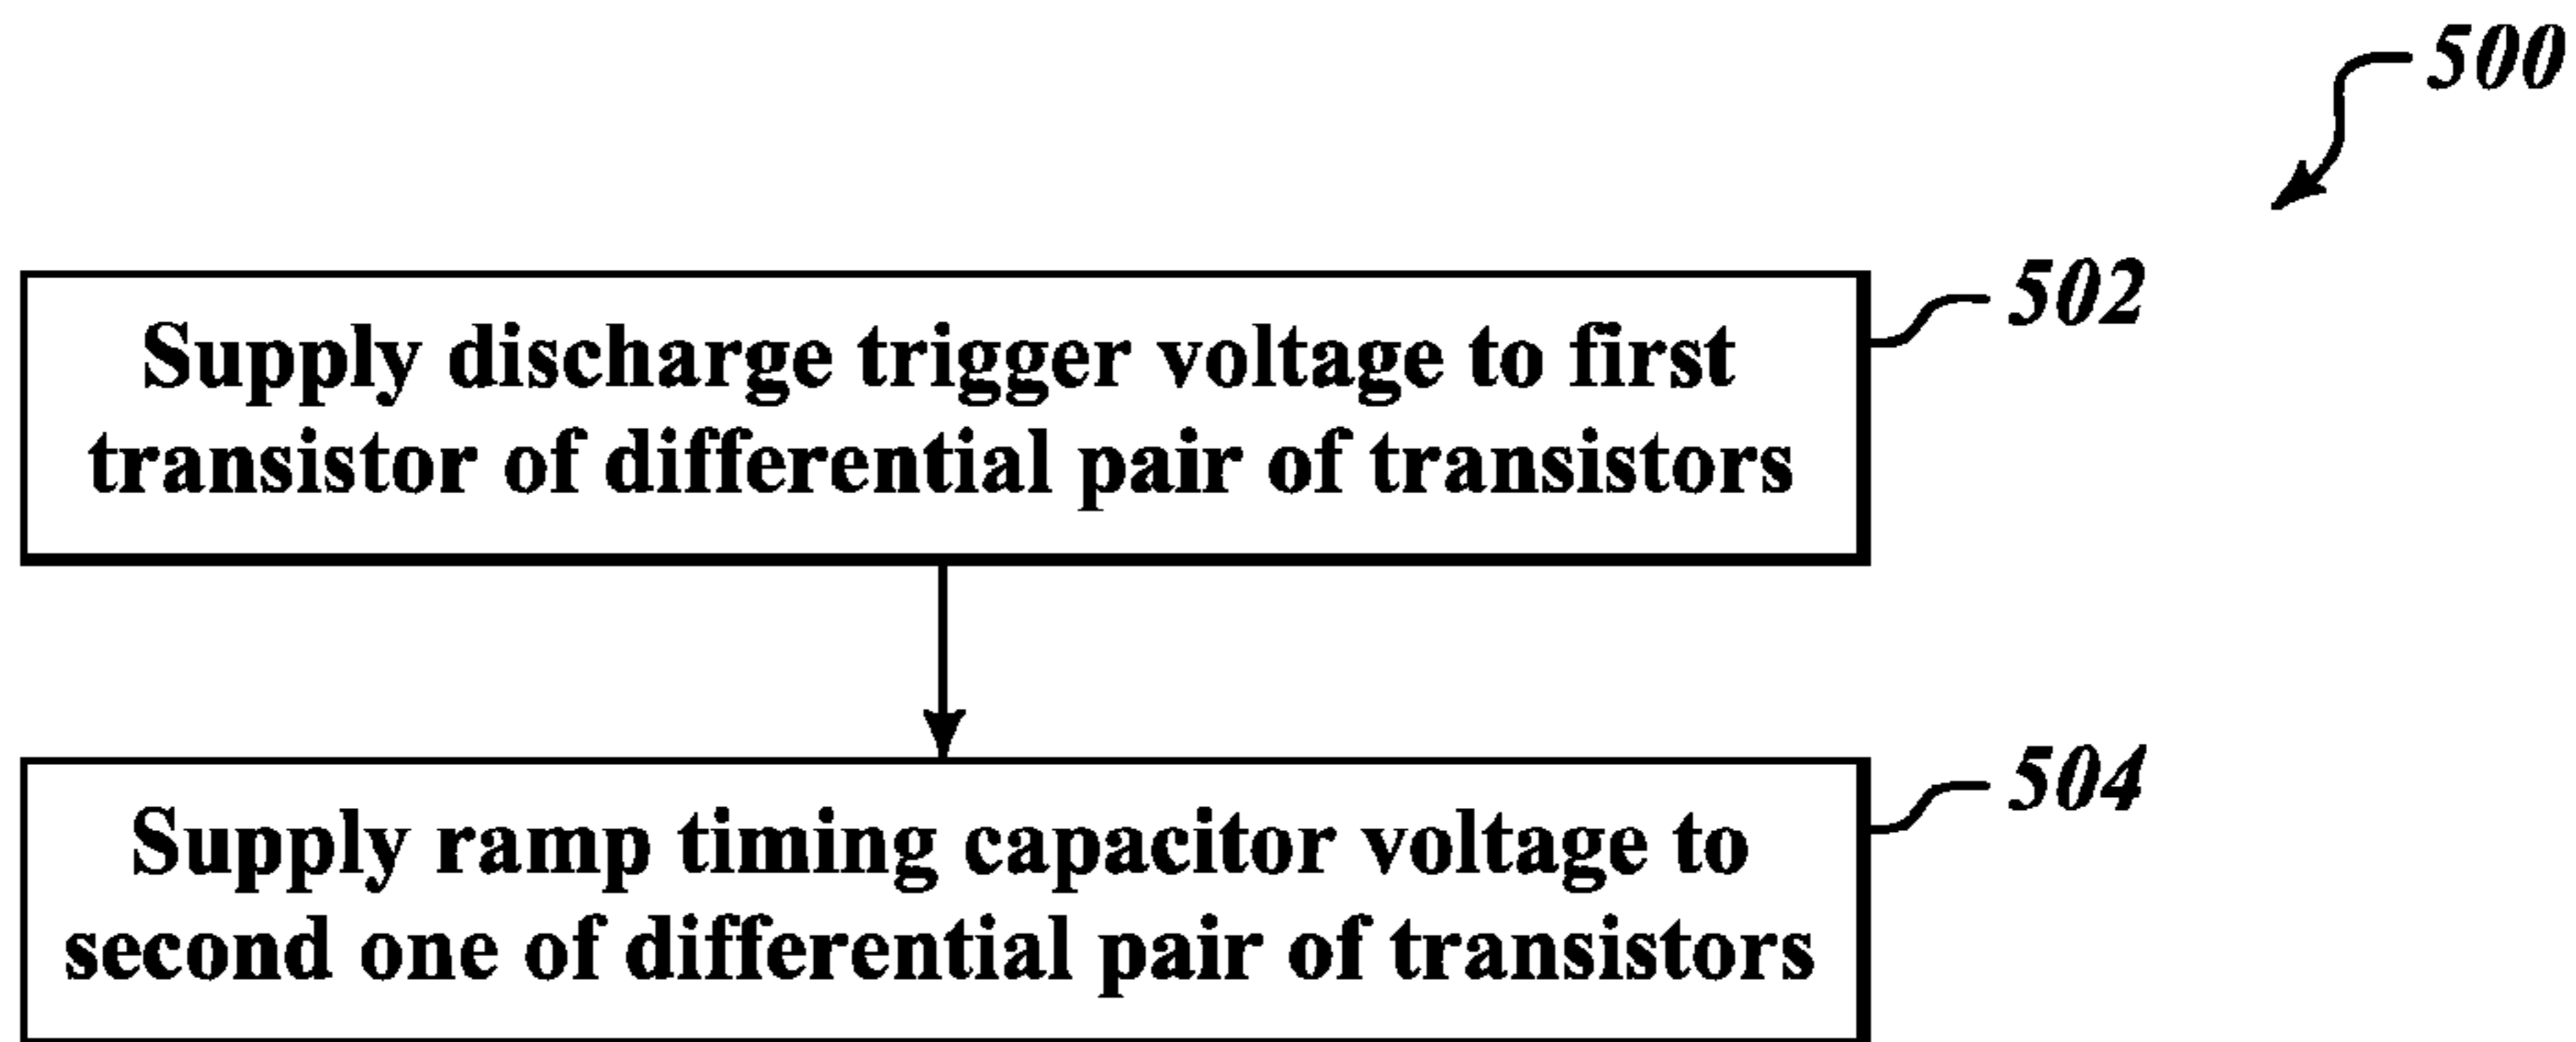 500
502
Supply discharge trigger voltage to first
transistor of differential pair of transistors
504
Supply ramp timing capacitor voltage to
second one of differential pair of transistors